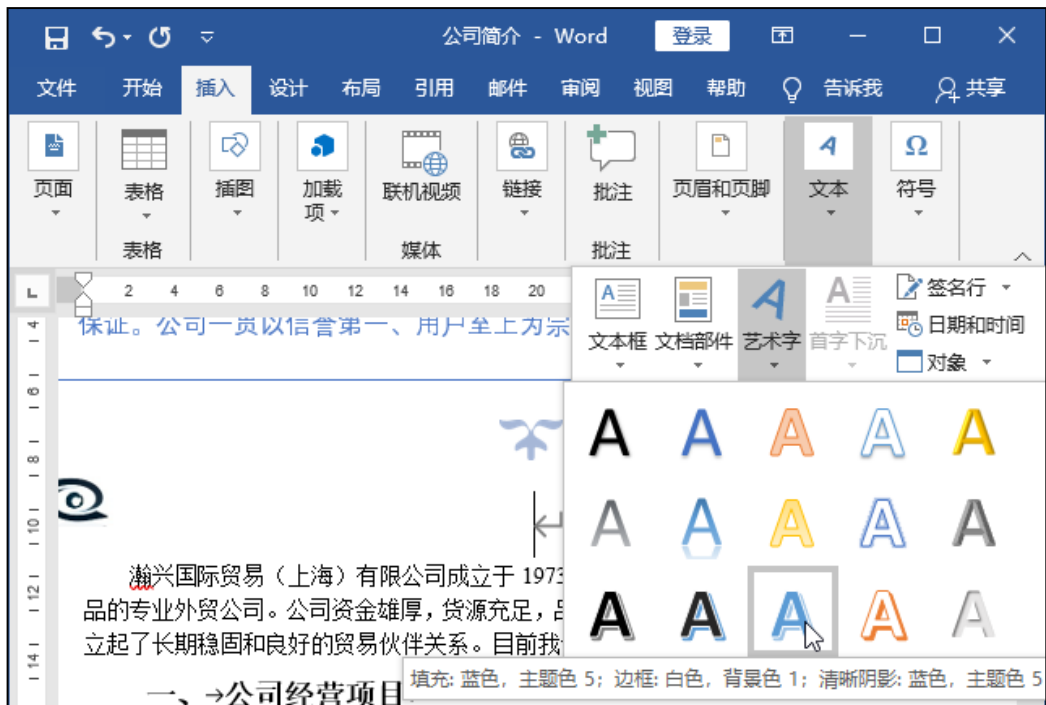 公司简介 - Word 登录
文件 开始 插入 设计 布局 引用 邮件 审阅 视图 帮助 告诉我 共享
页面 表格 插图 加载项 联机视频 链接 批注 页眉和页脚 文本 符号
表格 媒体 批注
2 4 6 8 10 12 14 16 18 20
文本框 文档部件 艺术字 首字下沉
签名行
日期和时间
对象
保证。公司一贯以信誉第一、用户至上为宗
4
6
8
10
12
14
A A A A A
A A A A A
A A A A A
瀚兴国际贸易（上海）有限公司成立于 1973
品的专业外贸公司。公司资金雄厚，货源充足，
立起了长期稳固和良好的贸易伙伴关系。目前我
填充: 蓝色，主题色 5；边框: 白色，背景色 1；清晰阴影: 蓝色，主题色 5
一、→公司经营项目